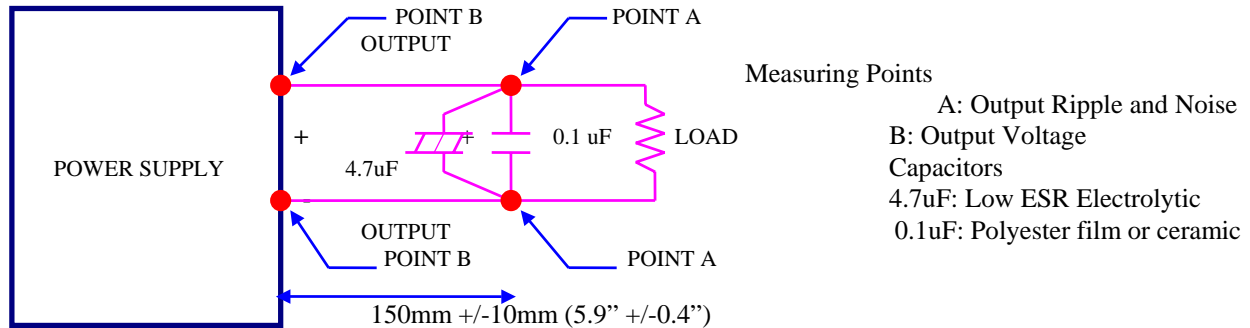 POINT B
OUTPUT
POINT A
Measuring Points
A: Output Ripple and Noise
B: Output Voltage
Capacitors
4.7uF: Low ESR Electrolytic
0.1uF: Polyester film or ceramic
POWER SUPPLY
+
+
4.7uF
0.1 uF
LOAD
-
OUTPUT
POINT B
POINT A
150mm +/-10mm (5.9” +/-0.4”)